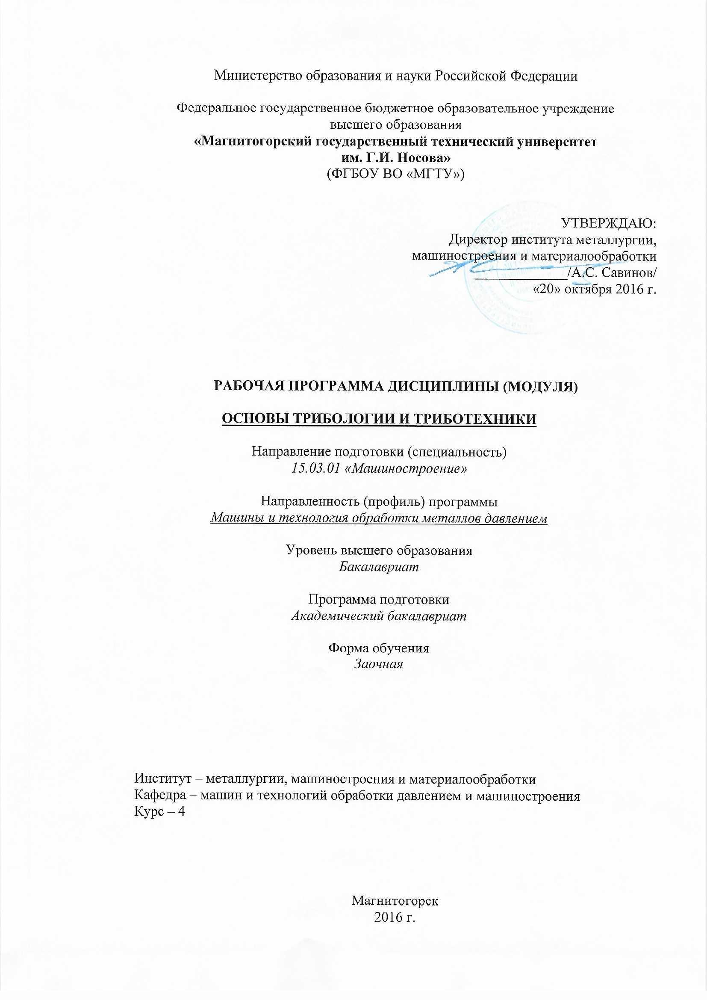 Министерство образования и науки Российской Федерации
Федеральное государственное бюджетное образовательное учреждение
высшего образования
«Магнитогорский государственный технический университет
им. Г.И. Носова»
(ФГБОУ ВО «МГТУ»)
УТВЕРЖДАЮ:
Директор института металлургии,
машиностроения и материалообработки
_____________/А.С. Савинов/
«20» октября 2016 г.
РАБОЧАЯ ПРОГРАММА ДИСЦИПЛИНЫ (МОДУЛЯ)
ОСНОВЫ ТРИБОЛОГИИ И ТРИБОТЕХНИКИ
Направление подготовки (специальность)
15.03.01 «Машиностроение»
Направленность (профиль) программы
Машины и технология обработки металлов давлением
Уровень высшего образования
Бакалавриат
Программа подготовки
Академический бакалавриат
Форма обучения
Заочная
Институт – металлургии, машиностроения и материалообработки
Кафедра – машин и технологий обработки давлением и машиностроения
Курс – 4
Магнитогорск
2016 г.